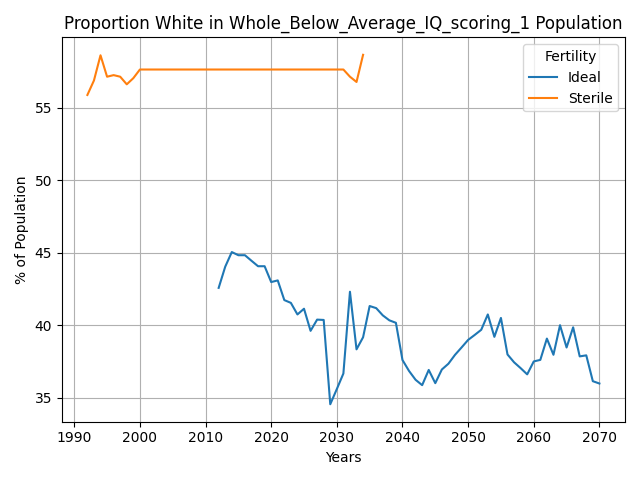 Proportion White in Whole_Below_Average_IQ_scoring_1 Population
Fertility
Ideal
Sterile
% of Population
55
50
45
40
35
1990 2000 2010 2020 2030 2040 2050 2060 2070
Years